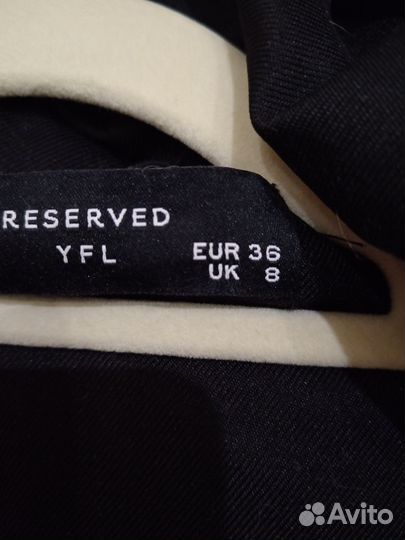 RESERVED
YFL
EUR 36
UK 8
Avito